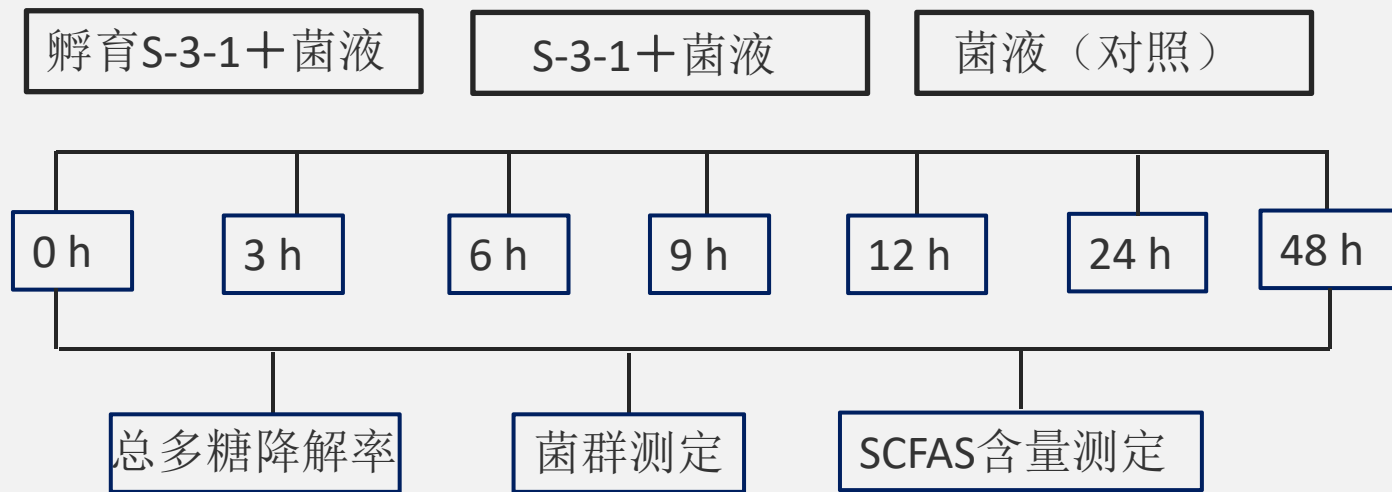 孵育S-3-1＋菌液
S-3-1＋菌液
菌液（对照）
0 h
3 h
6 h
9 h
12 h
24 h
48 h
总多糖降解率
菌群测定
SCFAS含量测定